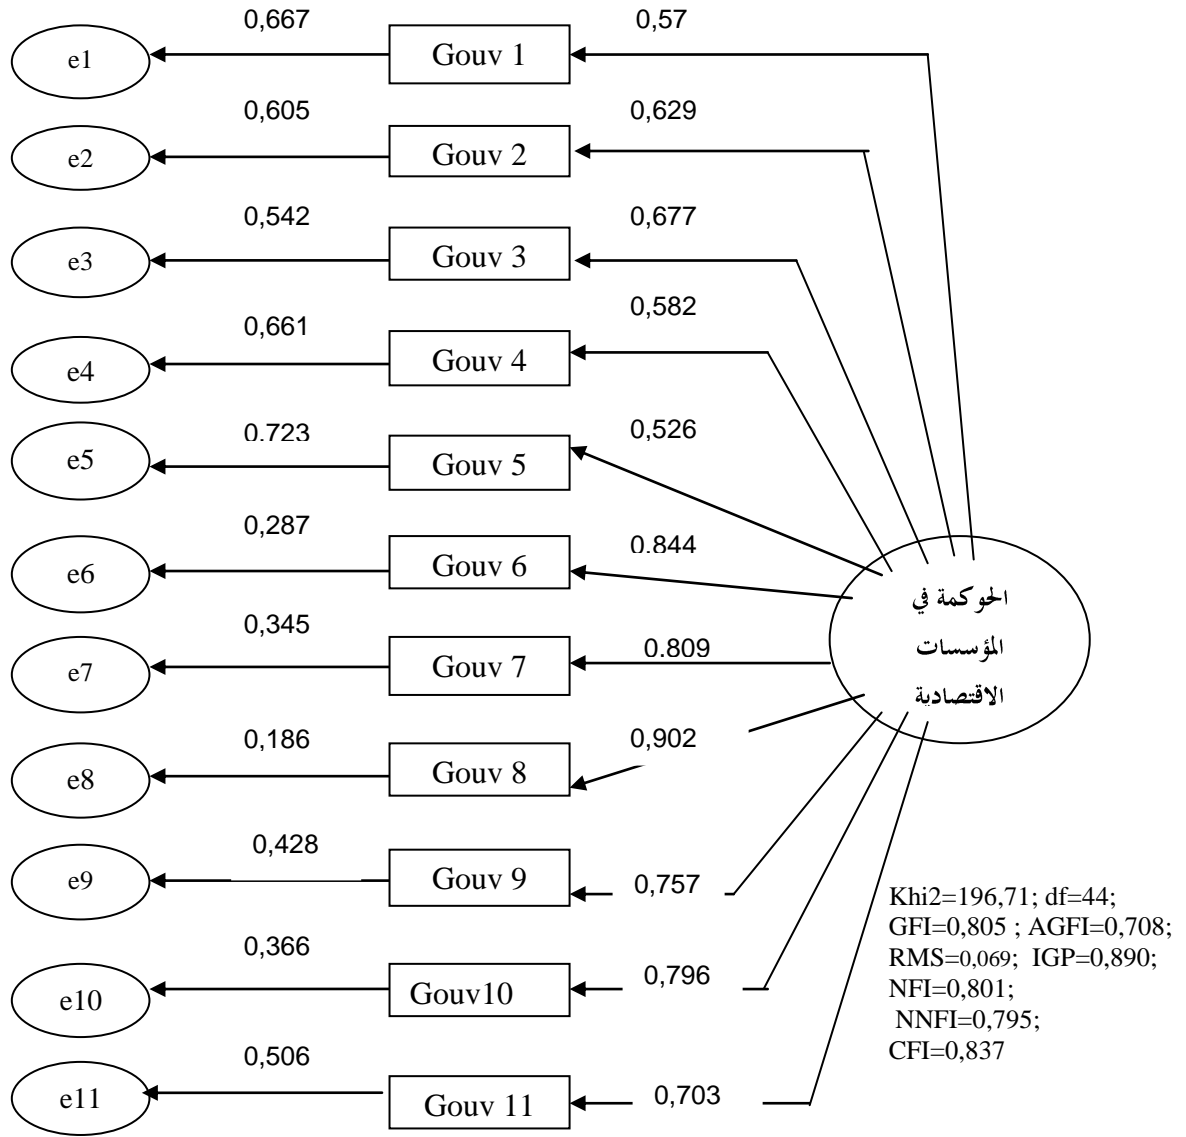 0,667 0,57
e1 Gouv 1
0,605 0,629
e2 Gouv 2
0,542 0,677
e3 Gouv 3
0,661 0,582
e4 Gouv 4
0.723 0,526
e5 Gouv 5
0,287 0.844
e6 Gouv 6
0,345 0.809
e7 Gouv 7
0,186 0,902
e8 Gouv 8
0,428 0,757
e9 Gouv 9
0,366 0,796
e10 Gouv10
0,506 0,703
e11 Gouv 11
الحوكمة في
المؤسسات
الاقتصادية
Khi2=196,71; df=44;
GFI=0,805 ; AGFI=0,708;
RMS=0,069; IGP=0,890;
NFI=0,801;
NNFI=0,795;
CFI=0,837